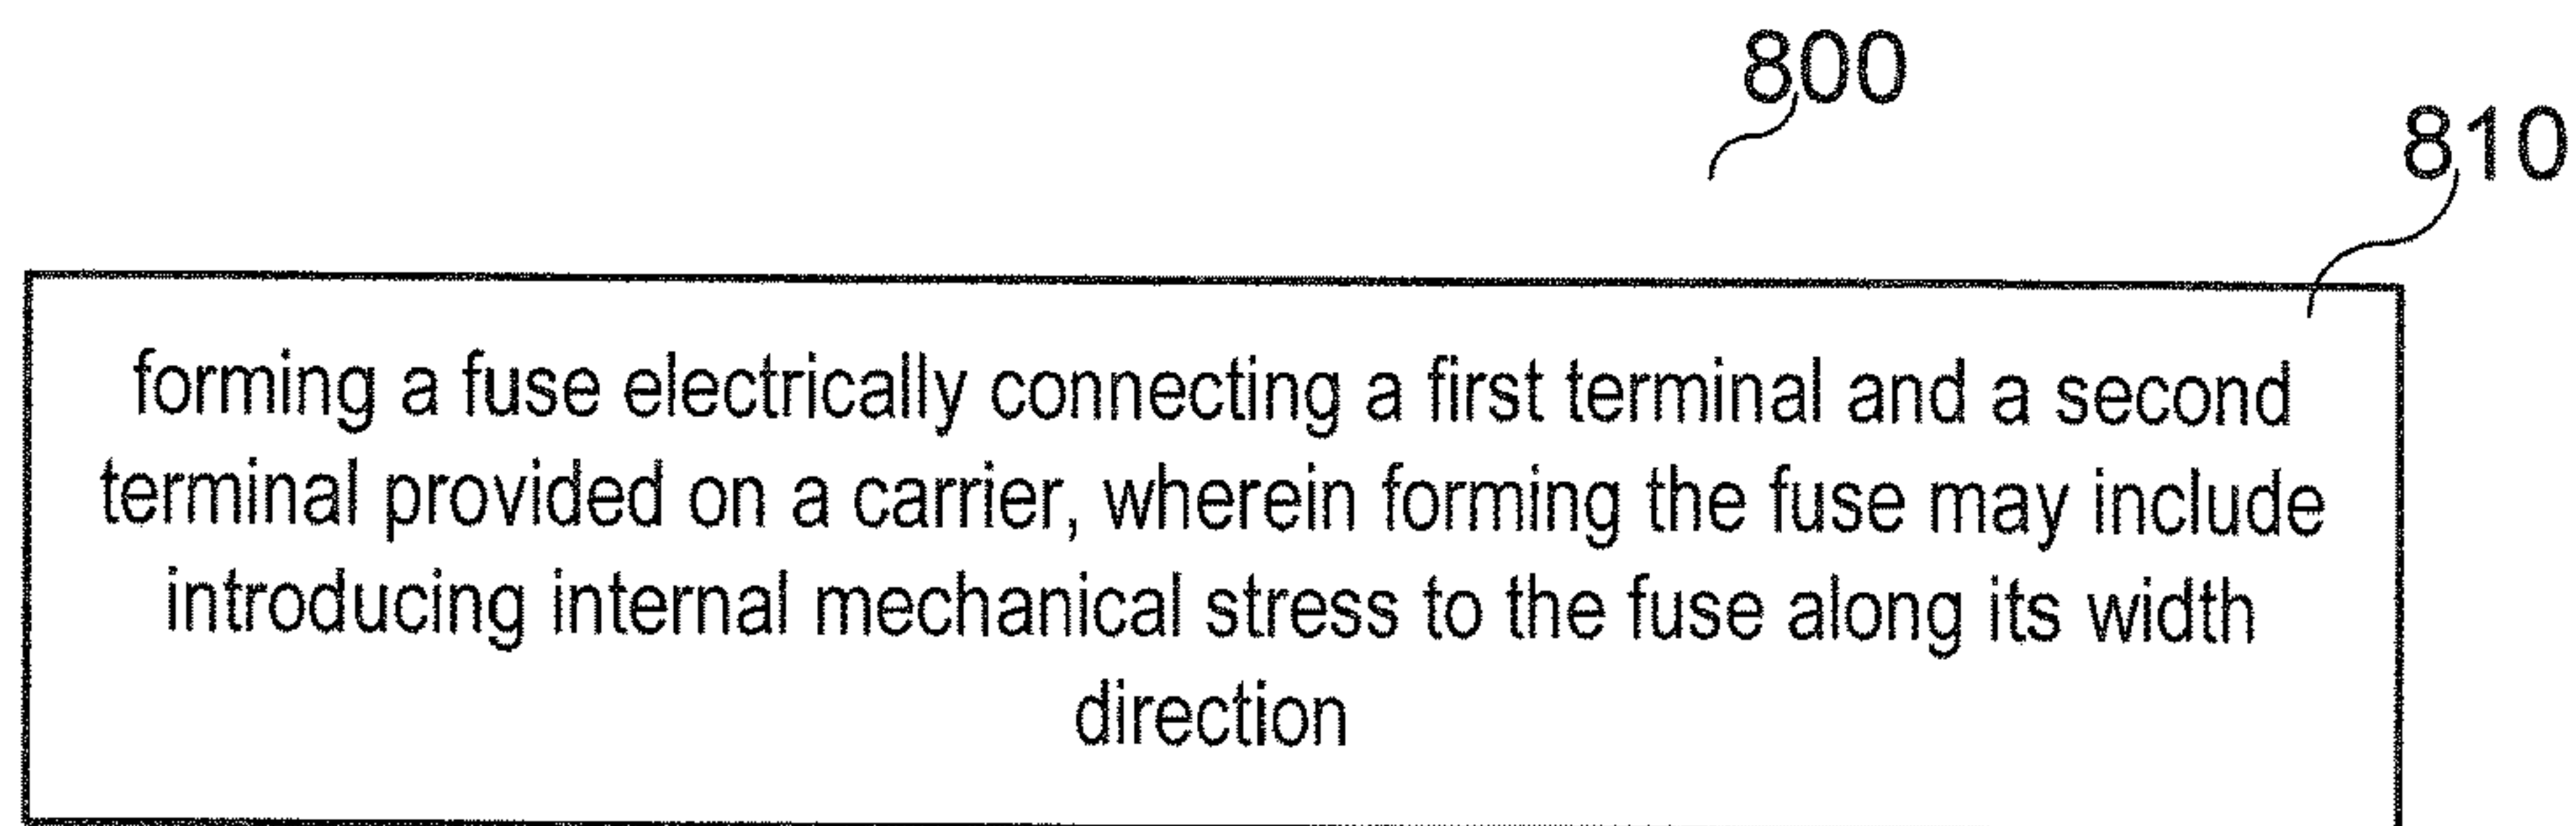 800
810
forming a fuse electrically connecting a first terminal and a second
terminal provided on a carrier, wherein forming the fuse may include
introducing internal mechanical stress to the fuse along its width
direction